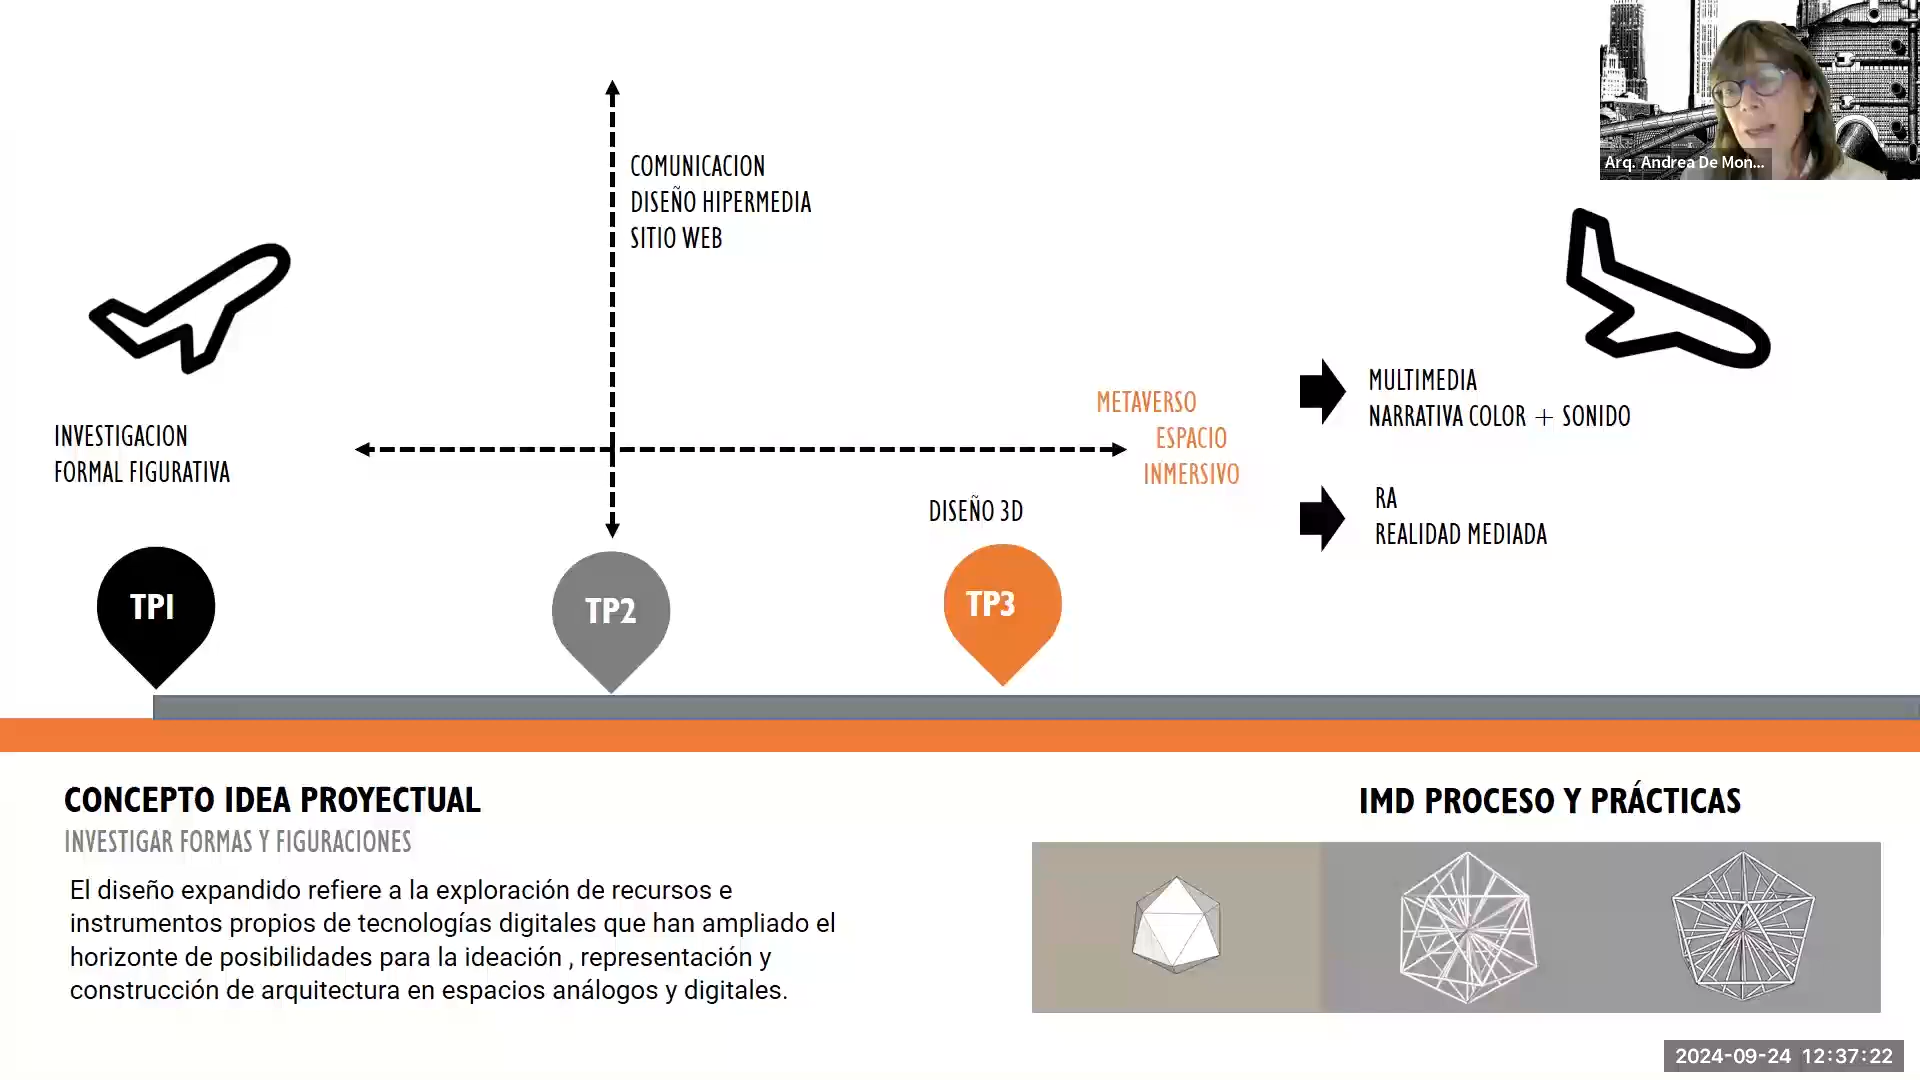 Arq. Andrea De Mon...
COMUNICACION
DISEÑO HIPERMEDIA
SITIO WEB
INVESTIGACION
FORMAL FIGURATIVA
METAVERSO
ESPACIO
INMERSIVO
MULTIMEDIA
NARRATIVA COLOR + SONIDO
RA
REALIDAD MEDIADA
DISEÑO 3D
TP1
TP2
TP3
CONCEPTO IDEA PROYECTUAL
INVESTIGAR FORMAS Y FIGURACIONES
El diseño expandido refiere a la exploración de recursos e
instrumentos propios de tecnologías digitales que han ampliado el
horizonte de posibilidades para la ideación , representación y
construcción de arquitectura en espacios análogos y digitales.
IMD PROCESO Y PRÁCTICAS
2024-09-24 12:37:22